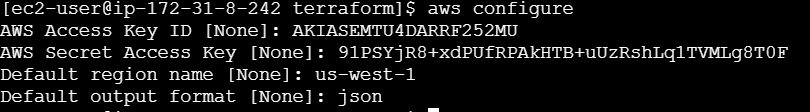 [ec2-user@ip-172-31-8-242 terraform]$ aws configure
AWS Access Key ID [None]: AKIASEMTU4DARRF252MU
AWS Secret Access Key [None]: 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
Default region name [None]: us-west-1
Default output format [None]: json